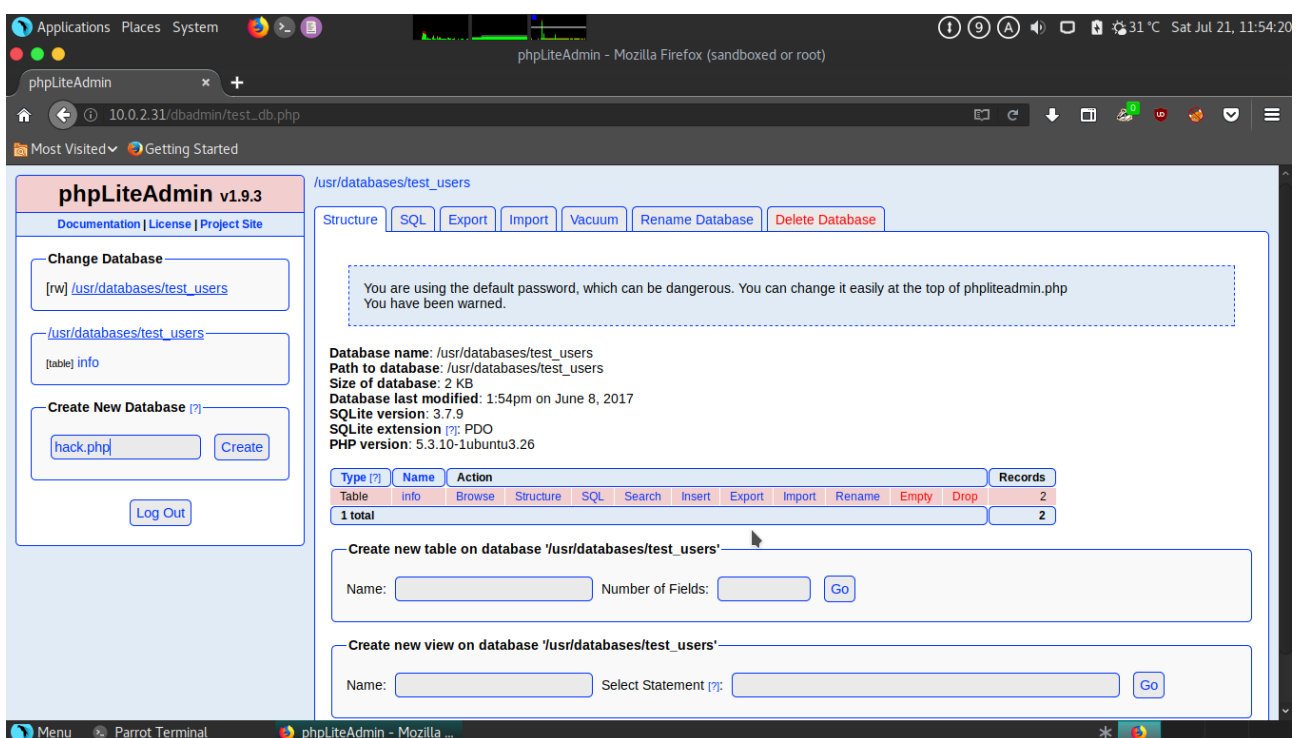 Applications Places System
9 A 31 °C Sat Jul 21, 11:54:20
phpLiteAdmin - Mozilla Firefox (sandboxed or root)
phpLiteAdmin × +
10.0.2.31/dbadmin/test_db.php
0
Most Visited Getting Started
phpLiteAdmin v1.9.3
Documentation | License | Project Site
Change Database
[rw] /usr/databases/test_users
/usr/databases/test_users
[table] info
Create New Database [?]
hack.php Create
Log Out
/usr/databases/test_users
Structure SQL Export Import Vacuum Rename Database Delete Database
You are using the default password, which can be dangerous. You can change it easily at the top of phpliteadmin.php
You have been warned.
Database name: /usr/databases/test_users
Path to database: /usr/databases/test_users
Size of database: 2 KB
Database last modified: 1:54pm on June 8, 2017
SQLite version: 3.7.9
SQLite extension [?]: PDO
PHP version: 5.3.10-1ubuntu3.26
Type [?] Name Action Records
Table info Browse Structure SQL Search Insert Export Import Rename Empty Drop 2
1 total 2
Create new table on database '/usr/databases/test_users'
Name: Number of Fields: Go
Create new view on database '/usr/databases/test_users'
Name: Select Statement [?]: Go
Menu Parrot Terminal phpLiteAdmin - Mozilla ...